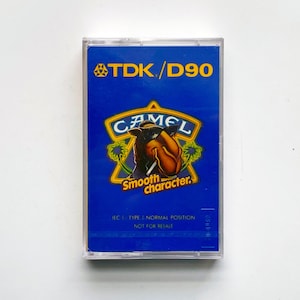 TDK/D90
CAMEL
Smooth
character.
IEC I · TYPE I NORMAL POSITION
NOT FOR RESALE